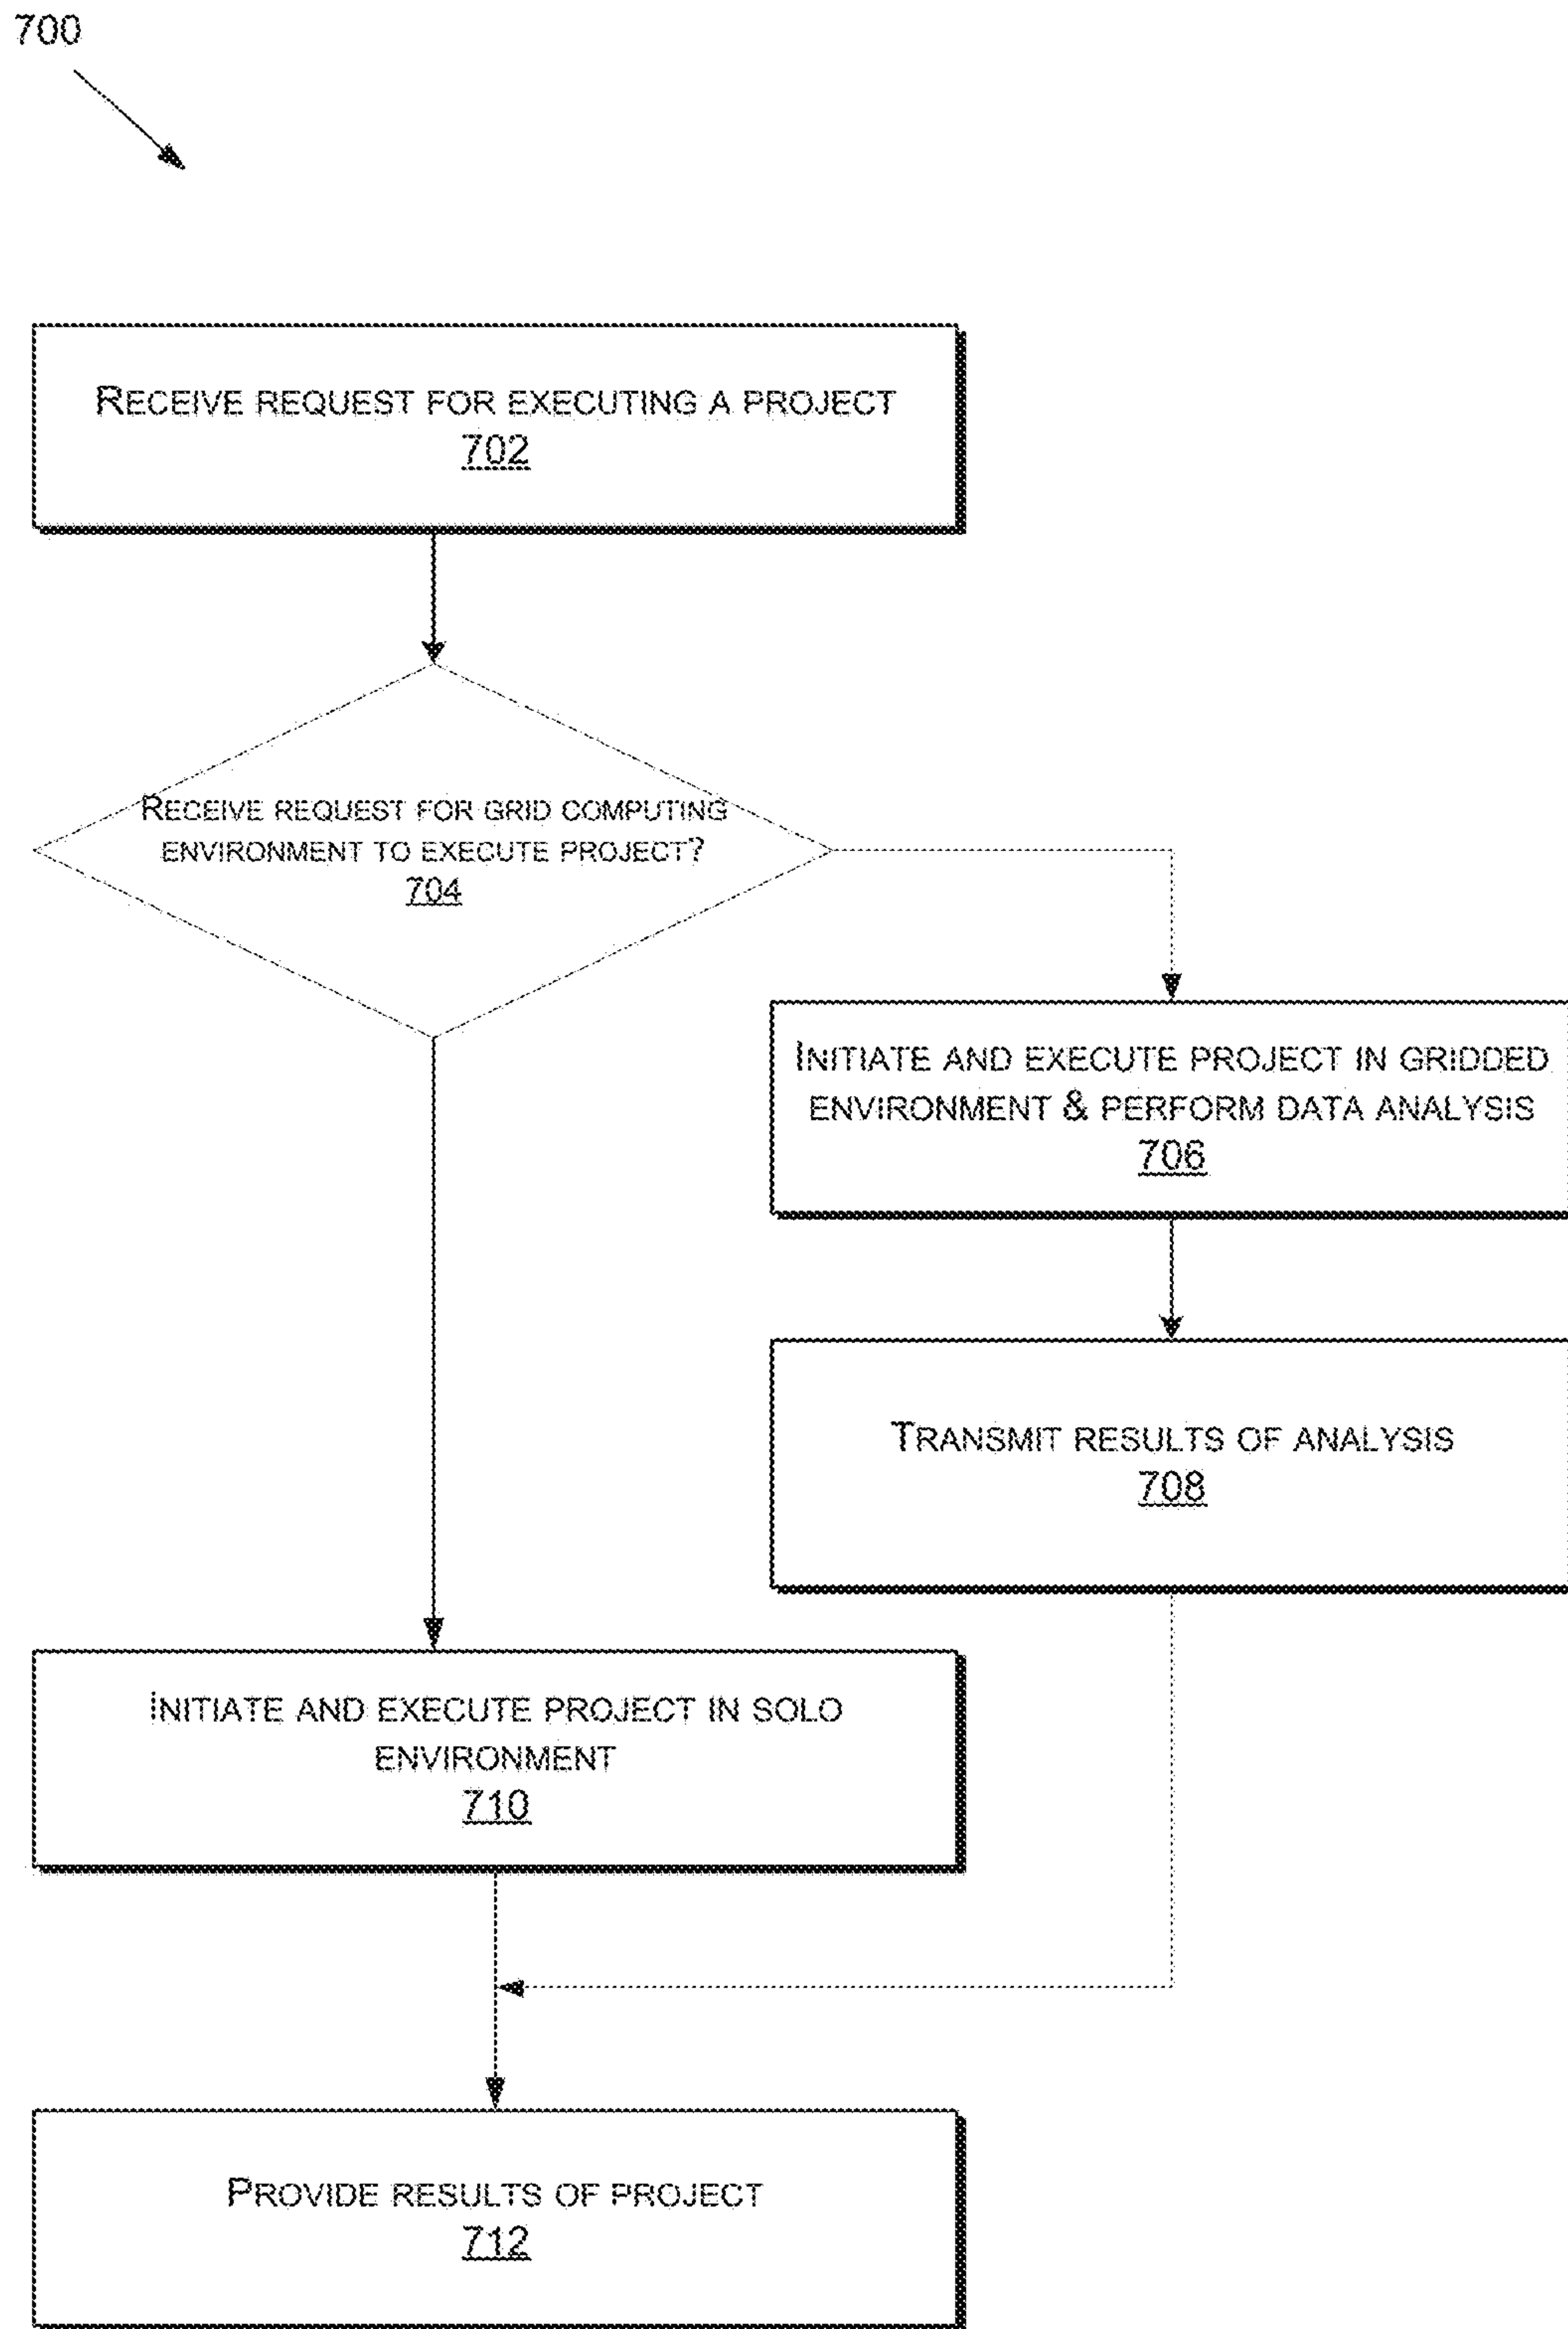 700
RECEIVE REQUEST FOR EXECUTING A PROJECT
702
RECEIVE REQUEST FOR GRID COMPUTING
ENVIRONMENT TO EXECUTE PROJECT?
704
INITIATE AND EXECUTE PROJECT IN GRIDDED
ENVIRONMENT & PERFORM DATA ANALYSIS
706
TRANSMIT RESULTS OF ANALYSIS
708
INITIATE AND EXECUTE PROJECT IN SOLO
ENVIRONMENT
710
PROVIDE RESULTS OF PROJECT
712